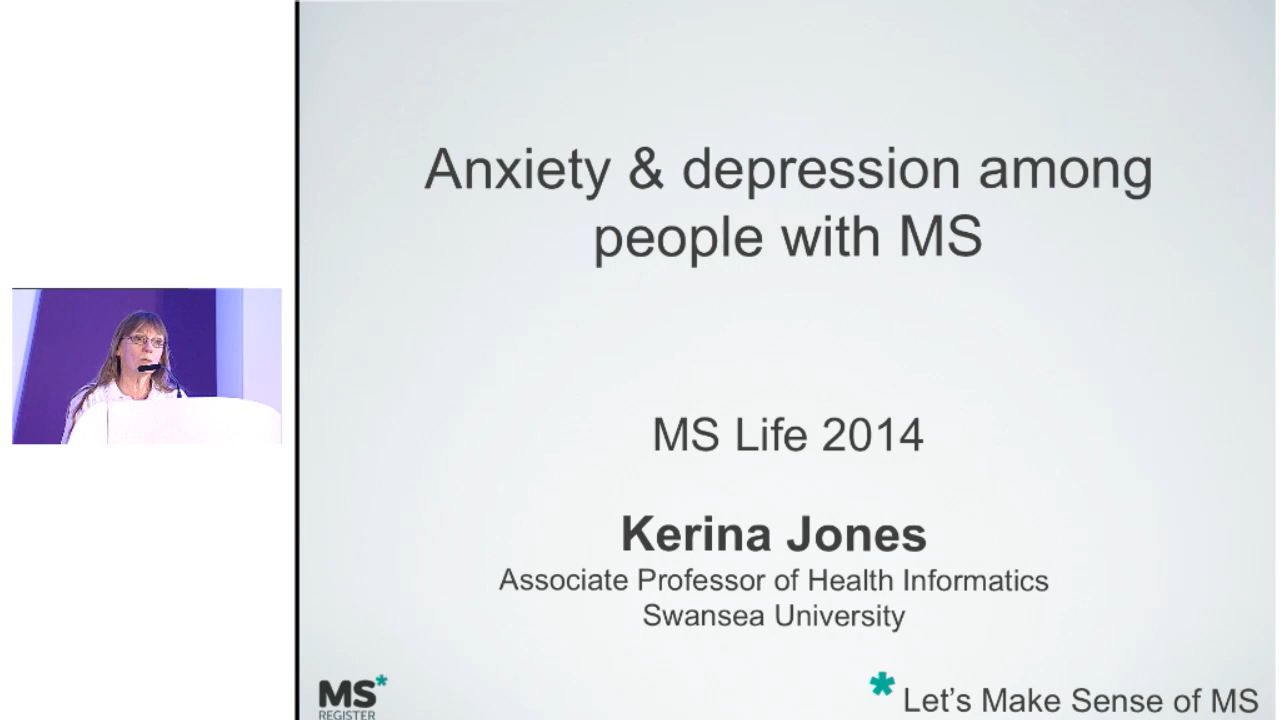 Anxiety & depression among
people with MS
MS Life 2014
Kerina Jones
Associate Professor of Health Informatics
Swansea University
MS*
REGISTER
* Let's Make Sense of MS